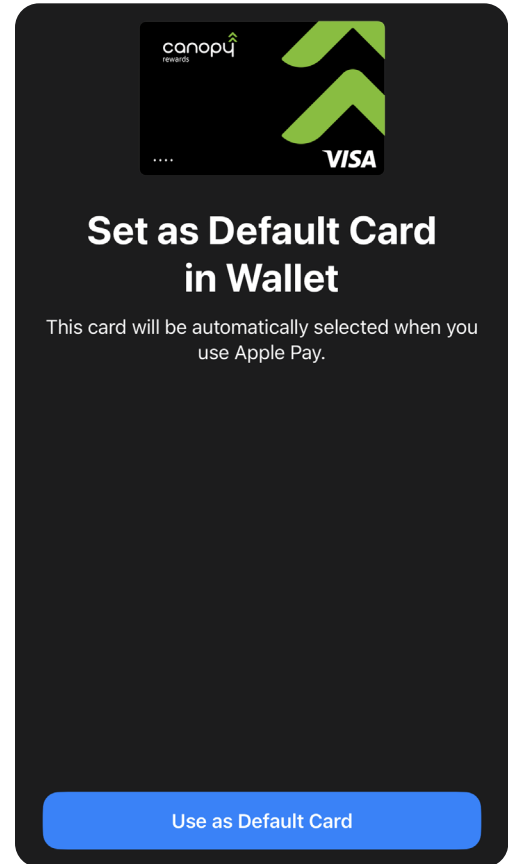 canopy
rewards
....
VISA
Set as Default Card
in Wallet
This card will be automatically selected when you
use Apple Pay.
Use as Default Card